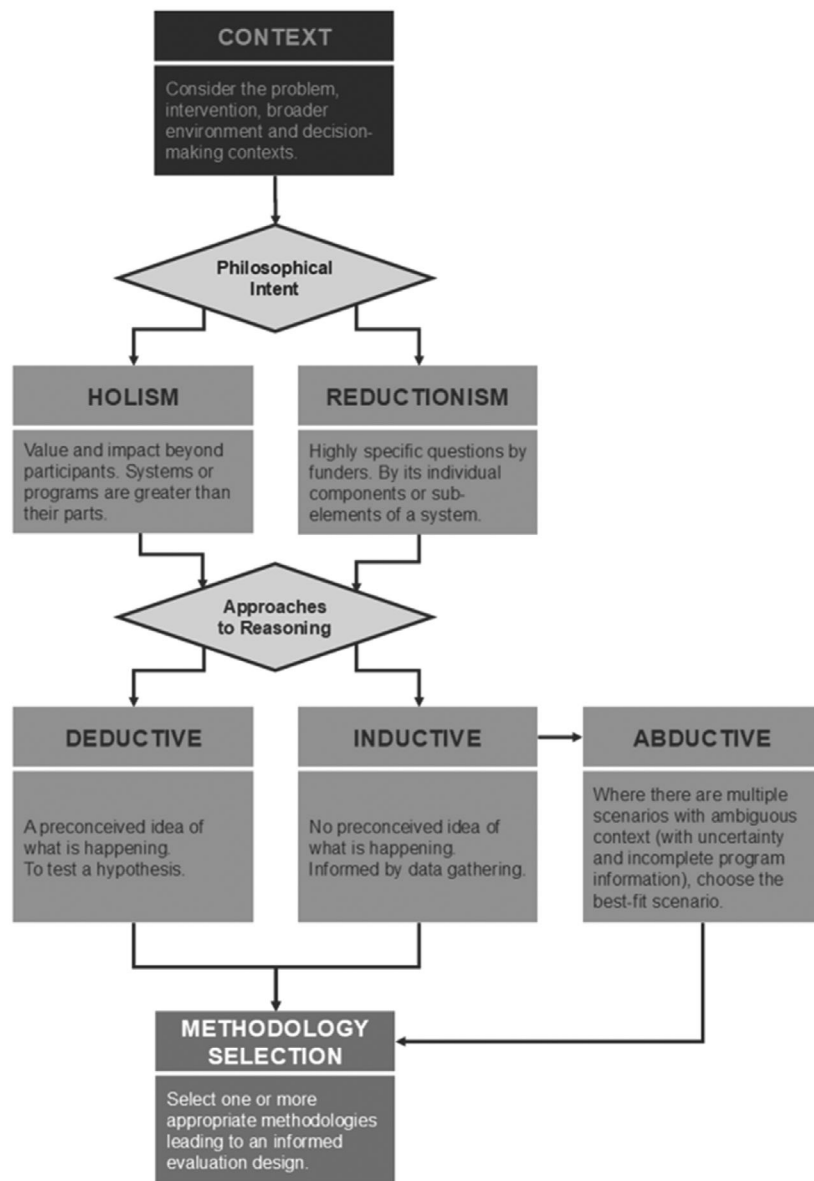 CONTEXT
Consider the problem,
intervention, broader
environment and decision-
making contexts.
Philosophical
Intent
HOLISM
Value and impact beyond
participants. Systems or
programs are greater than
their parts.
REDUCTIONISM
Highly specific questions by
funders. By its individual
components or sub-
elements of a system.
Approaches
to Reasoning
DEDUCTIVE
A preconceived idea of
what is happening.
To test a hypothesis.
INDUCTIVE
No preconceived idea of
what is happening.
Informed by data gathering.
ABDUCTIVE
Where there are multiple
scenarios with ambiguous
context (with uncertainty
and incomplete program
information), choose the
best-fit scenario.
METHODOLOGY
SELECTION
Select one or more
appropriate methodologies
leading to an informed
evaluation design.